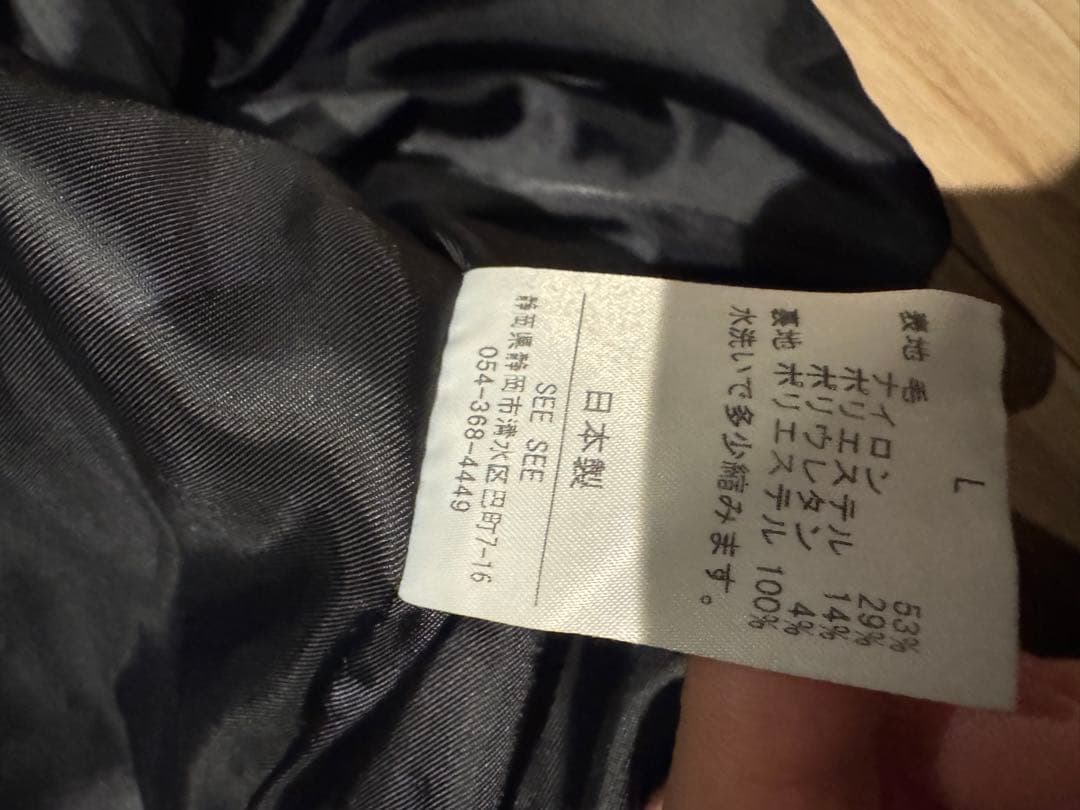 L
表地 毛 53%
ナイロン 29%
ポリエステル 14%
ポリウレタン 4%
裏地 ポリエステル 100%
水洗いで多少縮みます。
日本製
SEE SEE
静岡県静岡市清水区巴町7-16
054-368-4449